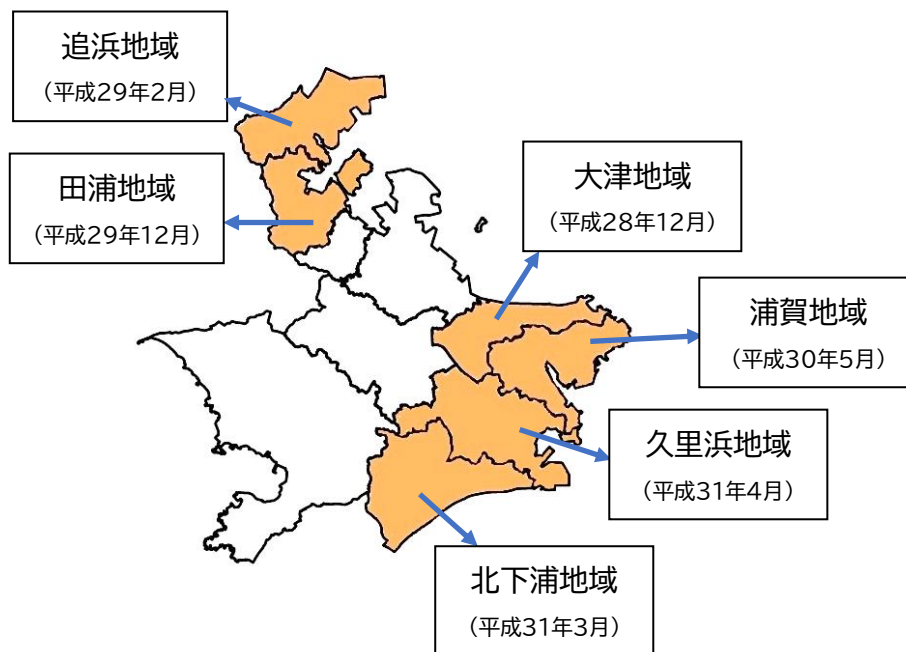 追浜地域
（平成29年2月）
田浦地域
（平成29年12月）
大津地域
（平成28年12月）
浦賀地域
（平成30年5月）
久里浜地域
（平成31年4月）
北下浦地域
（平成31年3月）